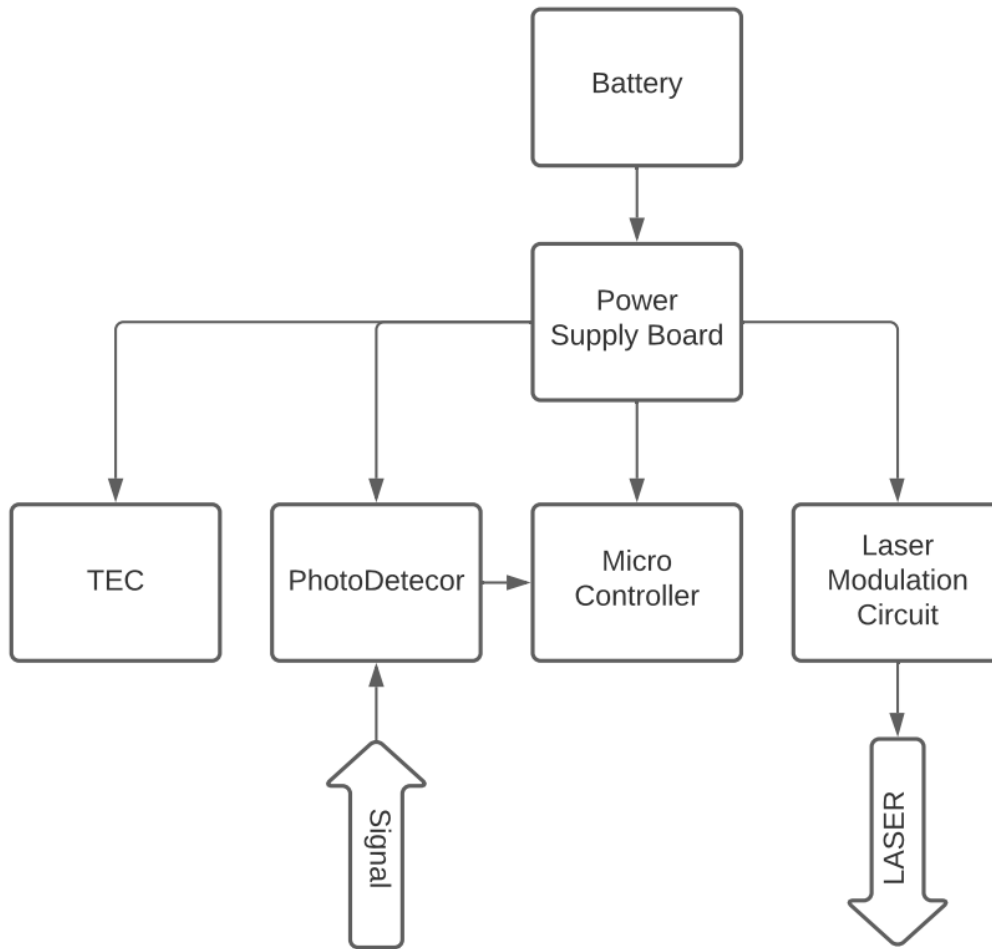 Battery
Power
Supply Board
TEC
PhotoDetecor
Micro
Controller
Laser
Modulation
Circuit
Signal
LASER